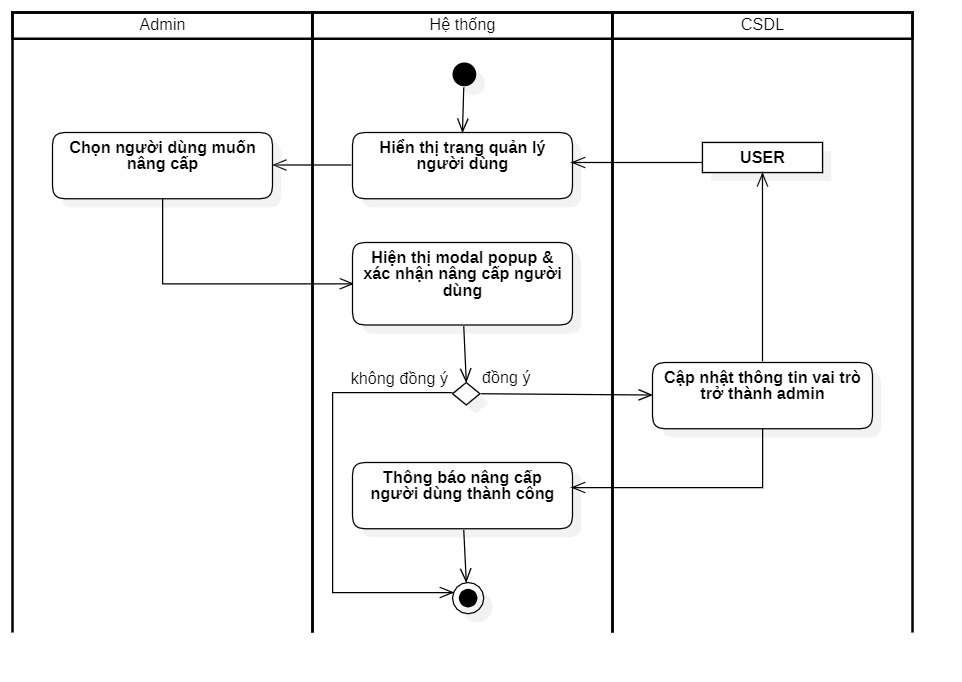 Admin
Hệ thống
CSDL
Chọn người dùng muốn
nâng cấp
Hiển thị trang quản lý
người dùng
USER
Hiện thị modal popup &
xác nhận nâng cấp người
dùng
không đồng ý
đồng ý
Cập nhật thông tin vai trò
trở thành admin
Thông báo nâng cấp
người dùng thành công